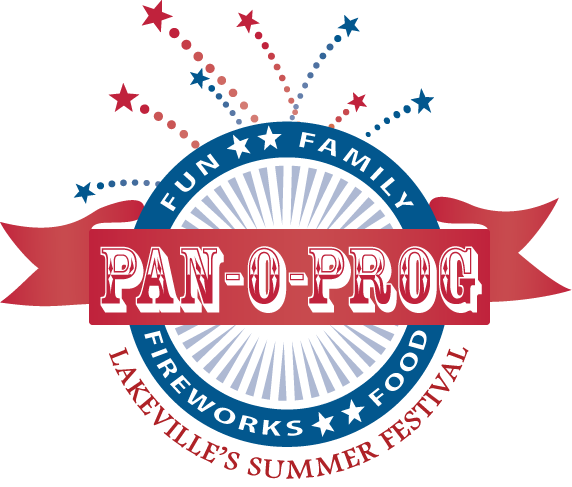 FUN ★★ FAMILY
PAN-O-PROG
FIREWORKS ★★ FOOD
LAKEVILLE'S SUMMER FESTIVAL